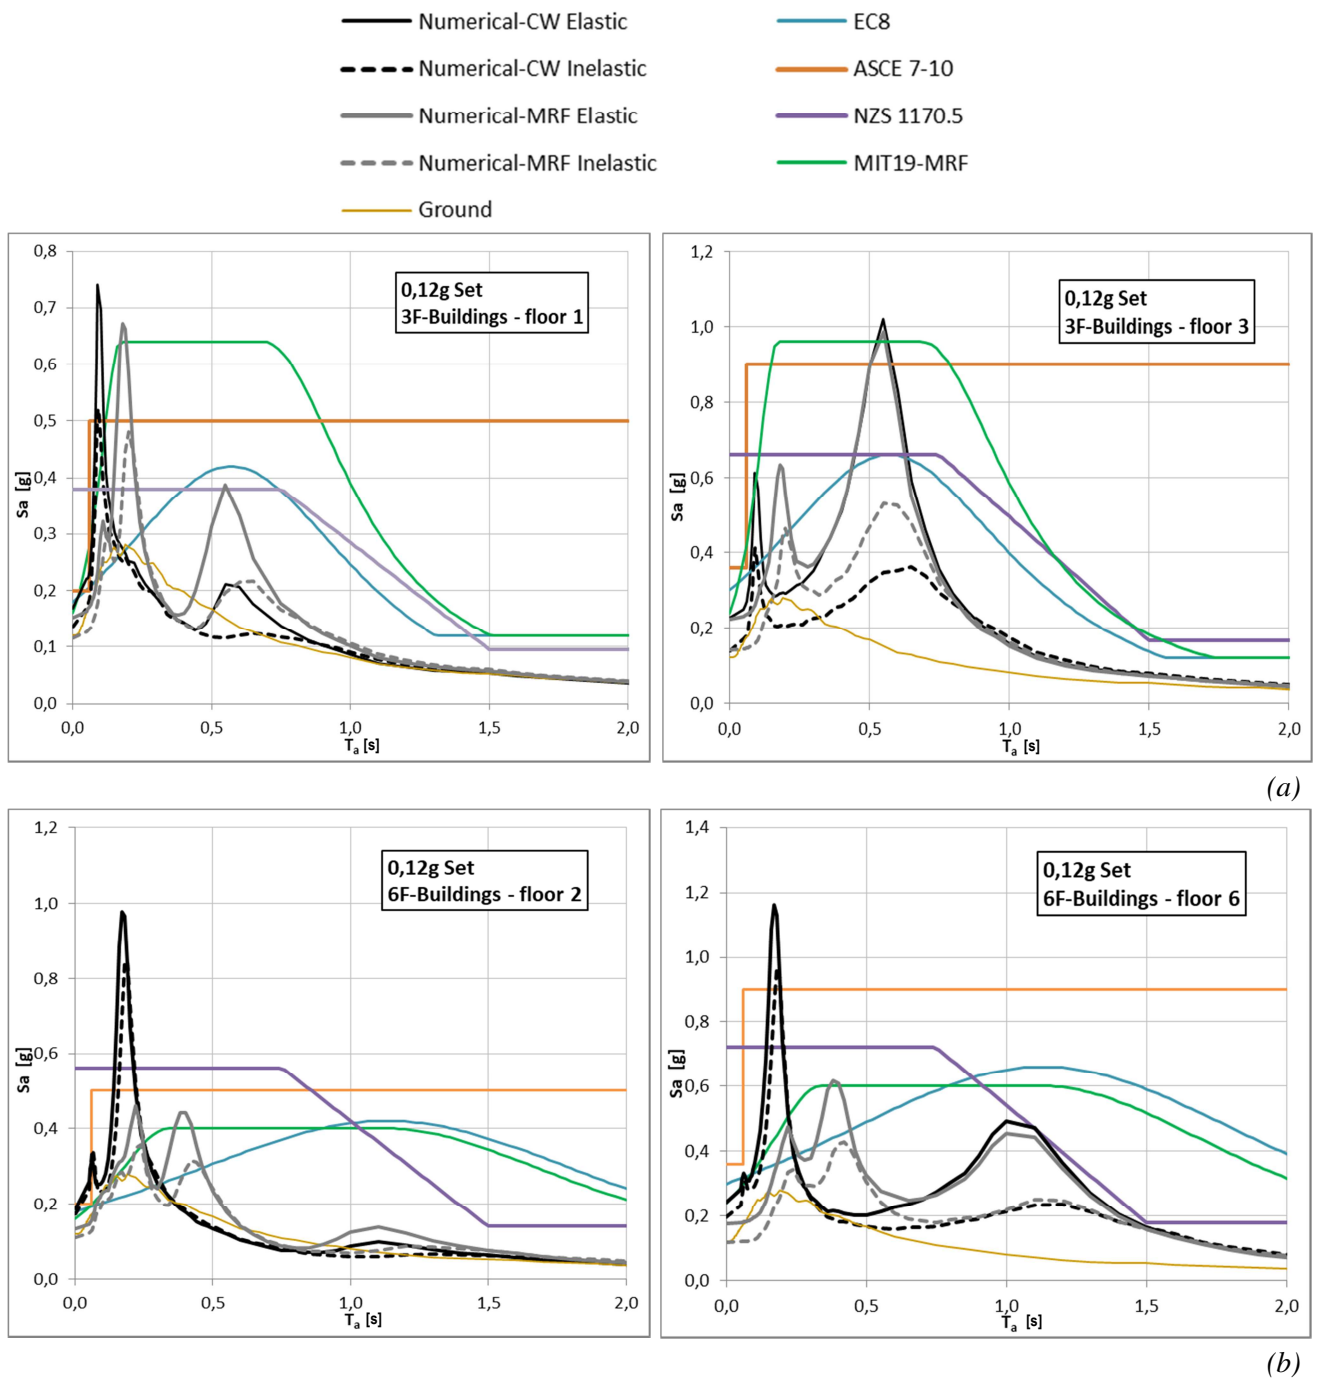 Numerical-CW Elastic
EC8
Numerical-CW Inelastic
ASCE 7-10
Numerical-MRF Elastic
NZS 1170.5
Numerical-MRF Inelastic
MIT19-MRF
Ground
0,12g Set
3F-Buildings - floor 1
Sa [g]
0,8
0,7
0,6
0,5
0,4
0,3
0,2
0,1
0,0
0,0
0,5
1,0
1,5
2,0
Ta [s]
0,12g Set
3F-Buildings - floor 3
Sa [g]
1,2
1,0
0,8
0,6
0,4
0,2
0,0
0,0
0,5
1,0
1,5
2,0
Ta [s]
(a)
0,12g Set
6F-Buildings - floor 2
Sa [g]
1,2
1,0
0,8
0,6
0,4
0,2
0,0
0,0
0,5
1,0
1,5
2,0
Ta [s]
0,12g Set
6F-Buildings - floor 6
Sa [g]
1,4
1,2
1,0
0,8
0,6
0,4
0,2
0,0
0,0
0,5
1,0
1,5
2,0
Ta [s]
(b)